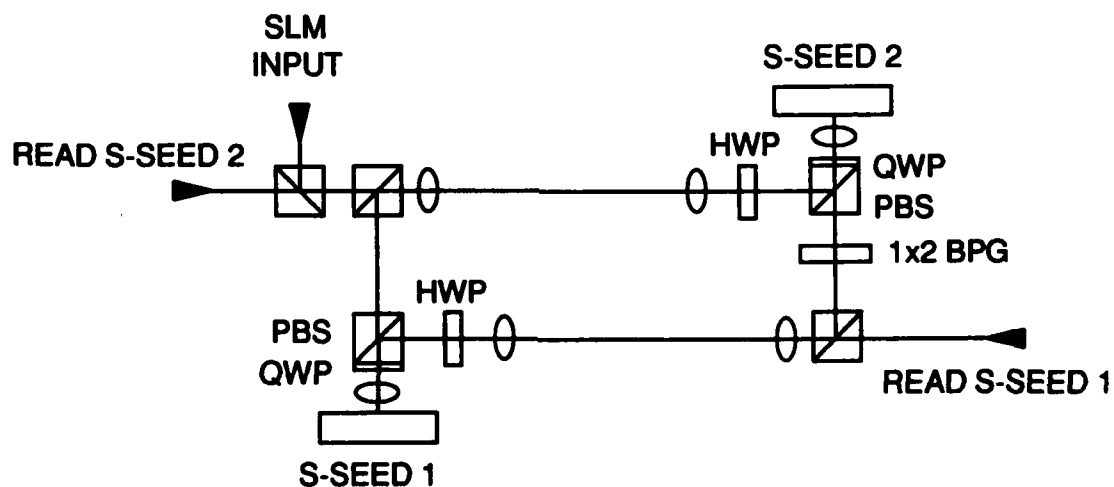 SLM
INPUT
S-SEED 2
READ S-SEED 2
HWP
QWP
PBS
1x2 BPG
HWP
PBS
QWP
READ S-SEED 1
S-SEED 1